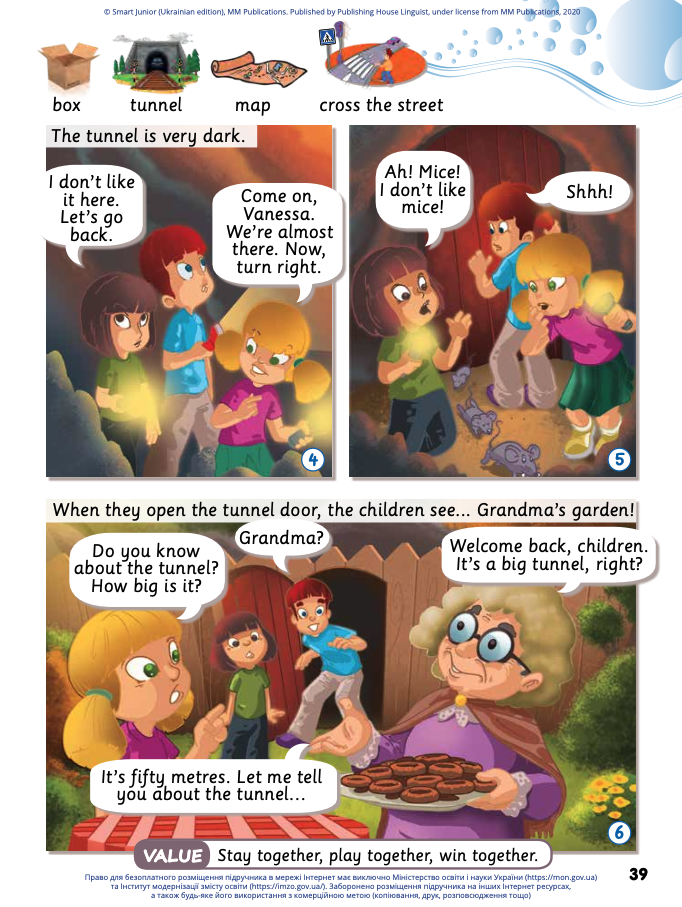 © Smart Junior (Ukrainian edition), MM Publications. Published by Publishing House Linguist, under license from MM Publications, 2020
box
tunnel
map
cross the street
The tunnel is very dark.
I don't like
it here.
Let's go
back.
Come on,
Vanessa.
We're almost
there. Now,
turn right.
4
Ah! Mice!
I don't like
mice!
Shhh!
5
When they open the tunnel door, the children see... Grandma's garden!
Do you know
about the tunnel?
How big is it?
Grandma?
Welcome back, children.
It's a big tunnel, right?
It's fifty metres. Let me tell
you about the tunnel...
6
VALUE Stay together, play together, win together.
39
Право для безоплатного розміщення підручника в мережі Інтернет має виключно Міністерство освіти і науки України (https://mon.gov.ua)
та Інститут модернізації змісту освіти (https://imzo.gov.ua). Заборонено розміщення підручника на інших Інтернет ресурсах,
а також будь-яке його використання з комерційною метою (копіювання, друк, розповсюдження тощо)